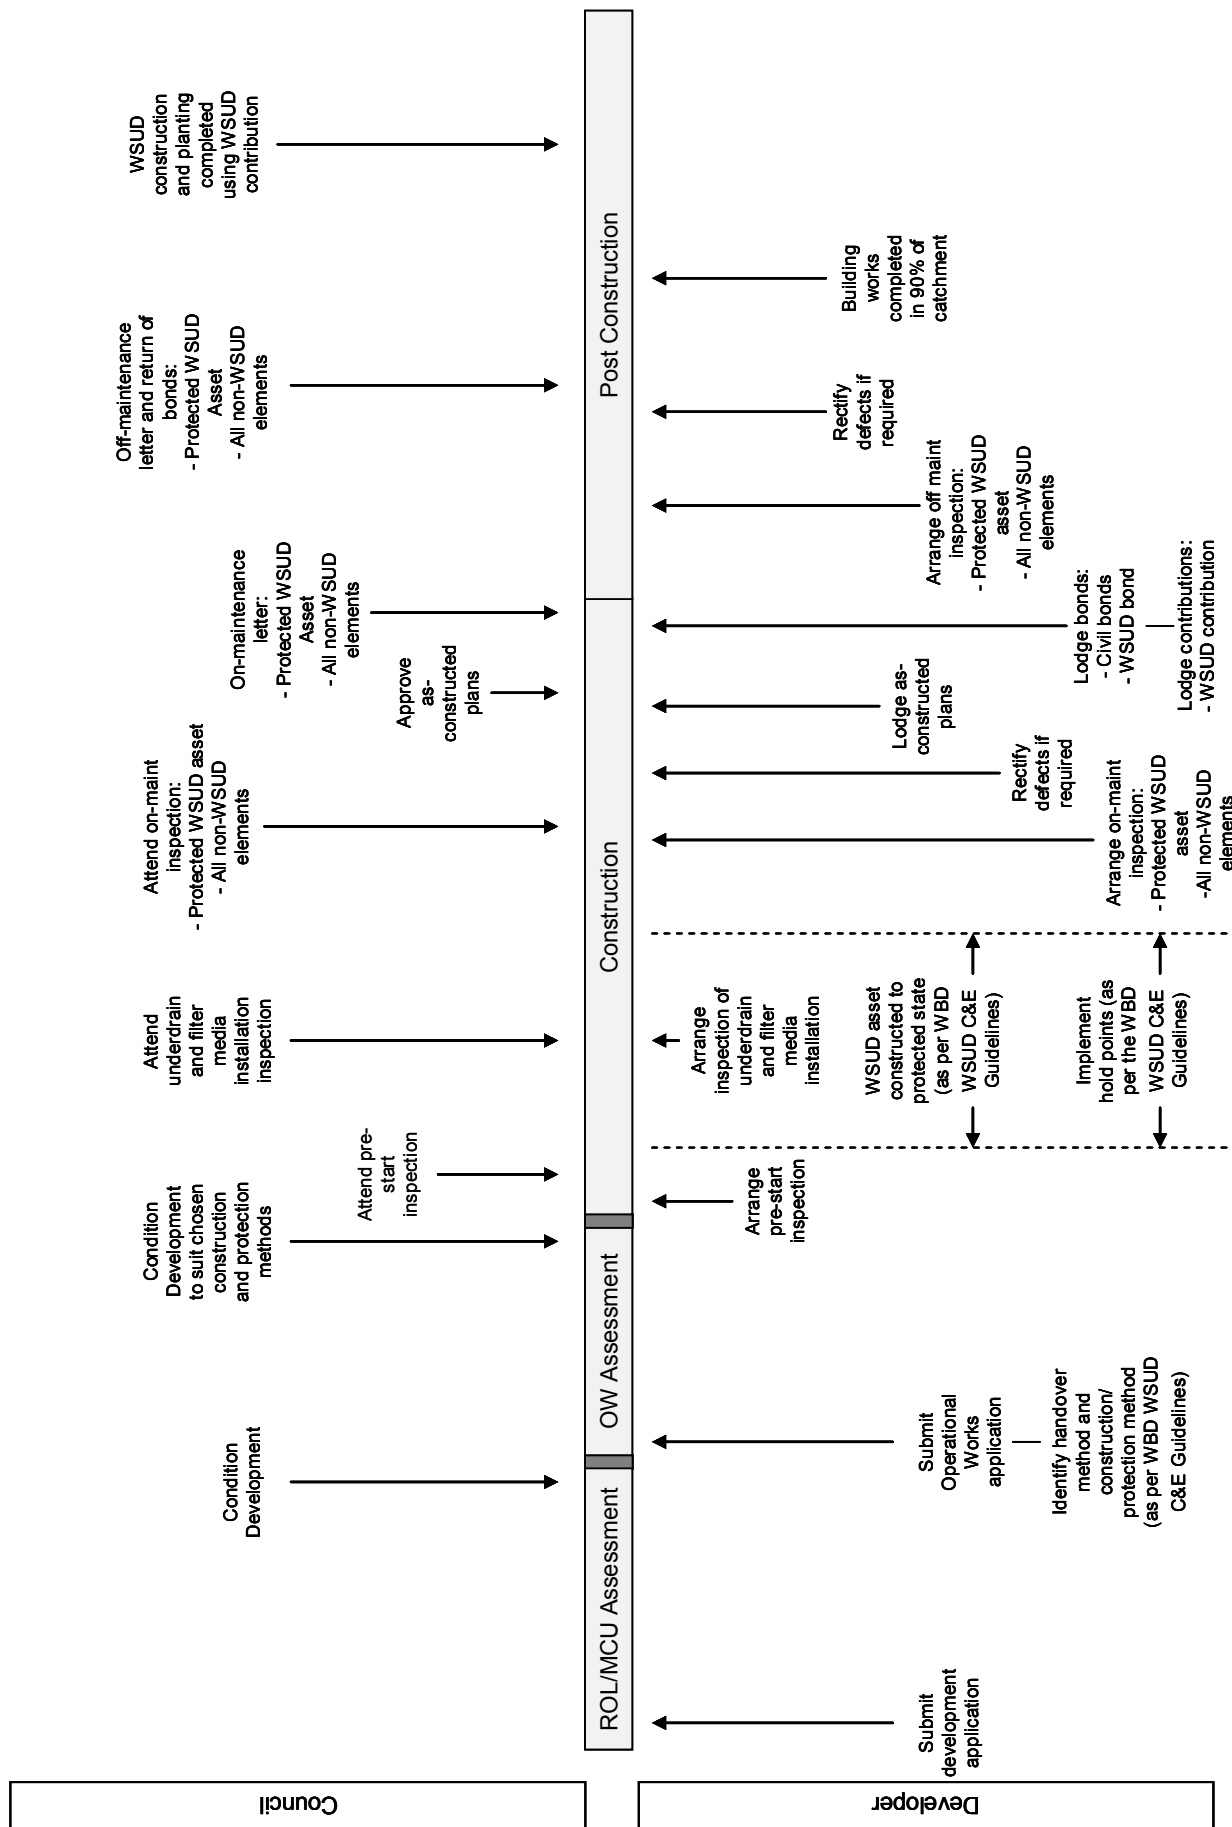 Council
Condition
Development
Condition
Development
to suit chosen
construction
and protection
methods
Attend pre-
start
inspection
Attend
underdrain
and filter
media
installation
inspection
Attend on-maint
inspection:
- Protected WSUD asset
- All non-WSUD
elements
Approve
as-
constructed
plans
On-maintenance
letter:
- Protected WSUD
Asset
- All non-WSUD
elements
Off-maintenance
letter and return of
bonds:
- Protected WSUD
Asset
- All non-WSUD
elements
WSUD
construction
and planting
completed
using WSUD
contribution
ROL/MCU Assessment
OW Assessment
Construction
Post Construction
Developer
Submit
development
application
Submit
Operational
Works
application
Identify handover
method and
construction/
protection method
(as per WBD WSUD
C&E Guidelines)
Arrange
pre-start
inspection
Arrange
inspection of
underdrain
and filter
media
installation
WSUD asset
constructed to
protected state
(as per WBD
WSUD C&E
Guidelines)
Implement
hold points (as
per the WBD
WSUD C&E
Guidelines)
Arrange on-maint
inspection:
- Protected WSUD
asset
-All non-WSUD
elements
Rectify
defects if
required
Lodge as-
constructed
plans
Lodge bonds:
- Civil bonds
- WSUD bond
Lodge contributions:
- WSUD contribution
Arrange off maint
inspection:
- Protected WSUD
asset
- All non-WSUD
elements
Rectify
defects if
required
Building
works
completed
in 90% of
catchment